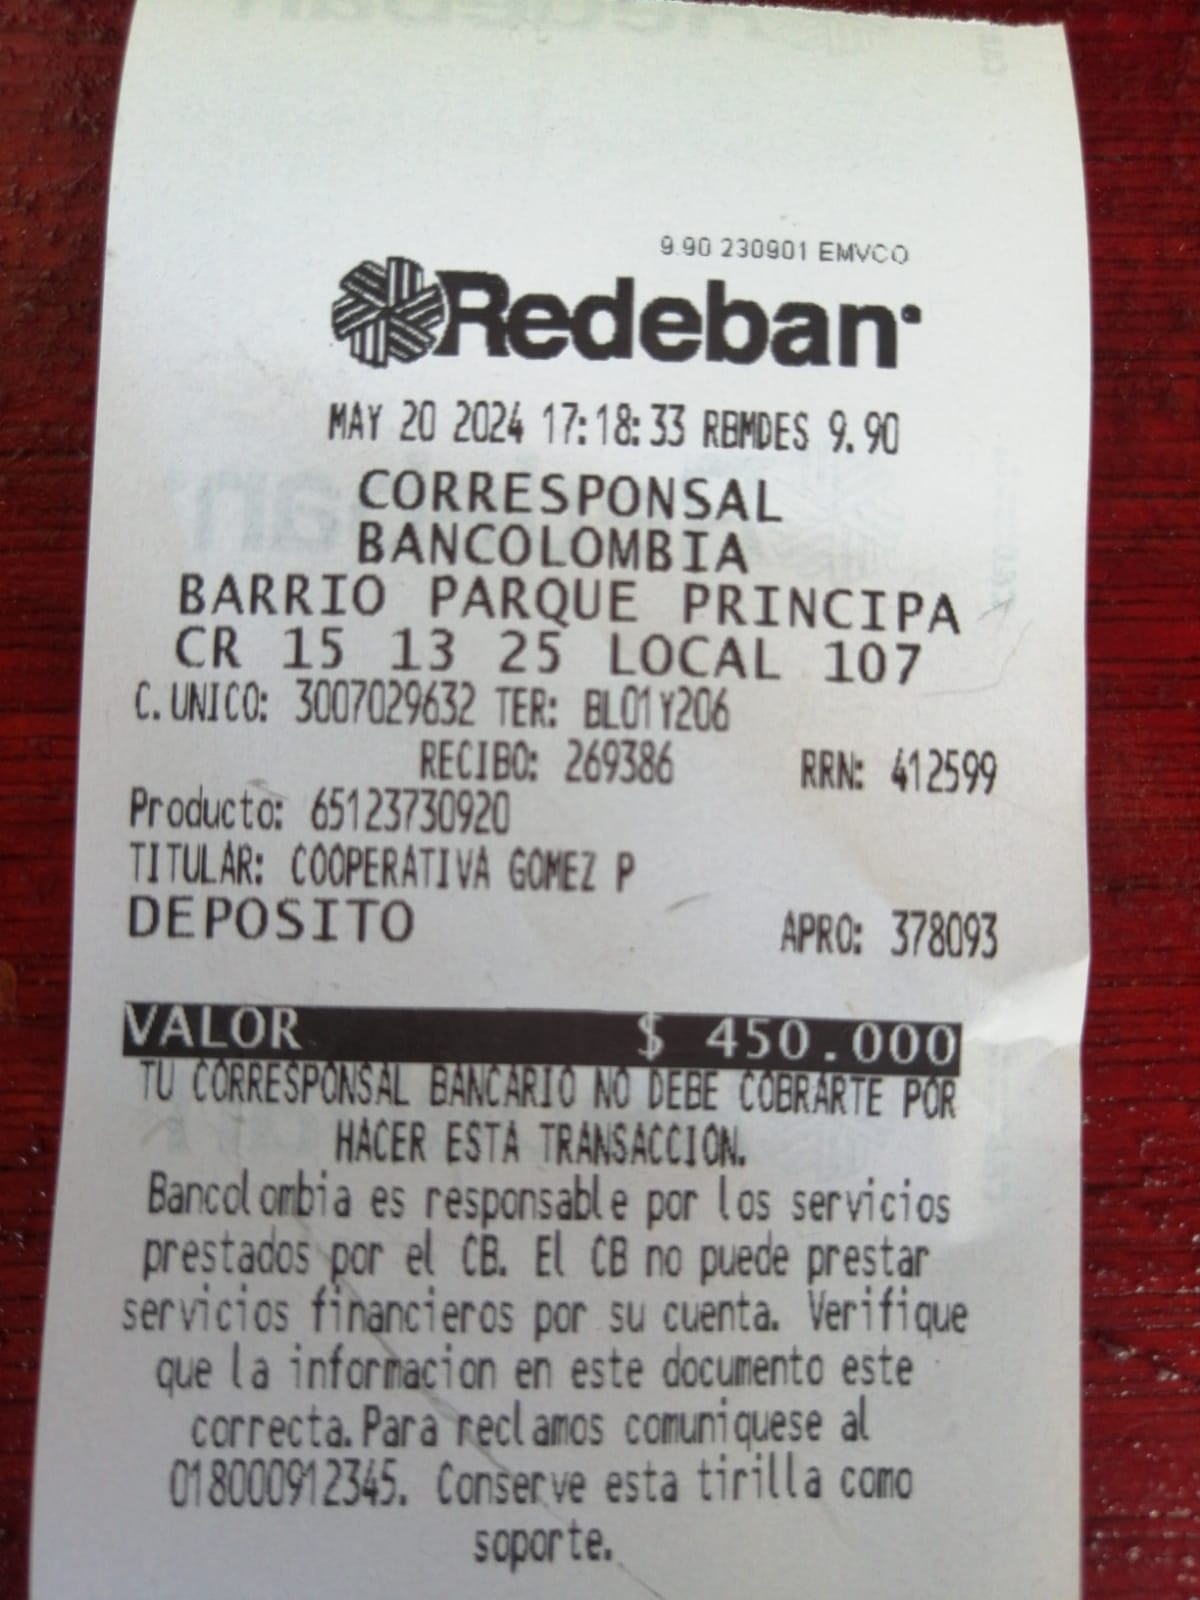 9.90 230901 EMVCO
Redeban
MAY 20 2024 17:18:33 RBMDES 9.90
CORRESPONSAL
BANCOLOMBIA
BARRIO PARQUE PRINCIPA
CR 15 13 25 LOCAL 107
C. UNICO: 3007029632 TER: BL01Y206
RECIBO: 269386 RRN: 412599
Producto: 65123730920
TITULAR: COOPERATIVA GOMEZ P
DEPOSITO APRO: 378093
VALOR $ 450.000
TU CORRESPONSAL BANCARIO NO DEBE COBRARTE POR
HACER ESTA TRANSACCION.
Bancolombia es responsable por los servicios
prestados por el CB. El CB no puede prestar
servicios financieros por su cuenta. Verifique
que la informacion en este documento este
correcta. Para reclamos comuniquese al
018000912345. Conserve esta tirilla como
soporte.